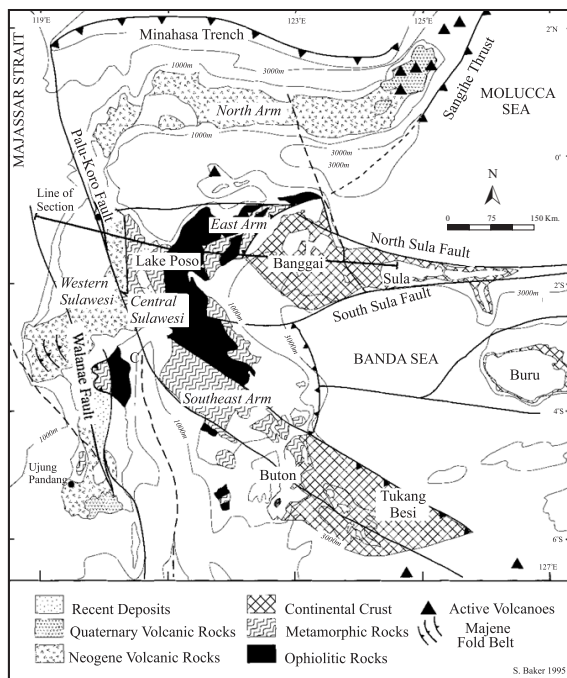 119°E
123°E
125°E
2°N
Minahasa Trench
1000m
3000m
MAJASSAR STRAIT
Sangihe Thrust
MOLUCCA
SEA
North Arm
1000m
3000m
3000m
0°
Palu-Koro Fault
N
Line of
Section
0 75 150 Km.
East Arm
North Sula Fault
Lake Poso
Banggai
Sula
Western
Sulawesi
Central
Sulawesi
1000m
South Sula Fault
3000m
2°S
1000m
Walanae Fault
BANDA SEA
Buru
Southeast Arm
4°S
1000m
1000m
Ujung
Pandang
Buton
Tukang
Besi
3000m
6°S
127°E
Recent Deposits
Continental Crust
Active Volcanoes
Quaternary Volcanic Rocks
Metamorphic Rocks
Majene
Fold Belt
Neogene Volcanic Rocks
Ophiolitic Rocks
S. Baker 1995